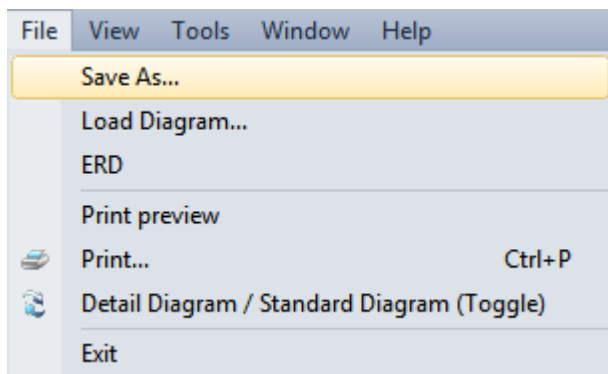 File View Tools Window Help
Save As...
Load Diagram...
ERD
Print preview
Print... Ctrl+P
Detail Diagram / Standard Diagram (Toggle)
Exit